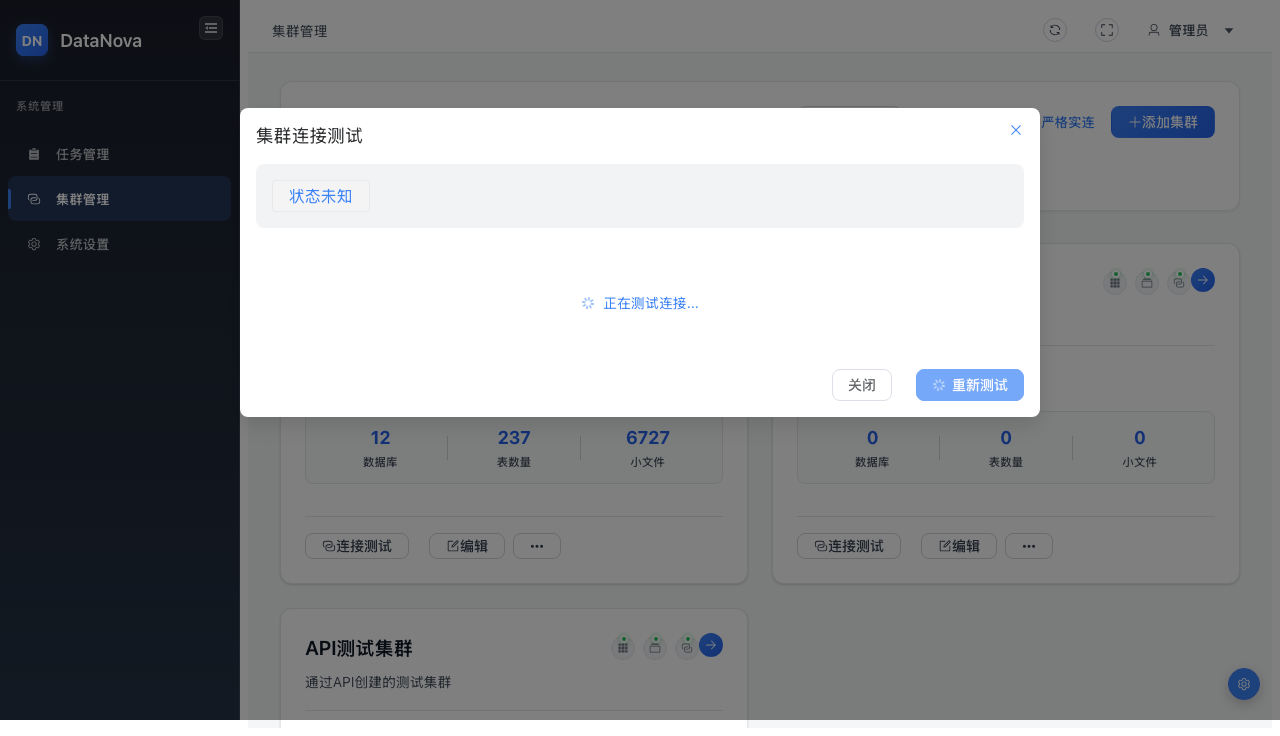 DN
DataNova
系统管理
任务管理
集群管理
系统设置
集群管理
管理员
严格实连
添加集群
集群连接测试
状态未知
正在测试连接...
关闭
重新测试
12
237
6727
数据库
表数量
小文件
0
0
0
数据库
表数量
小文件
连接测试
编辑
连接测试
编辑
API测试集群
通过API创建的测试集群